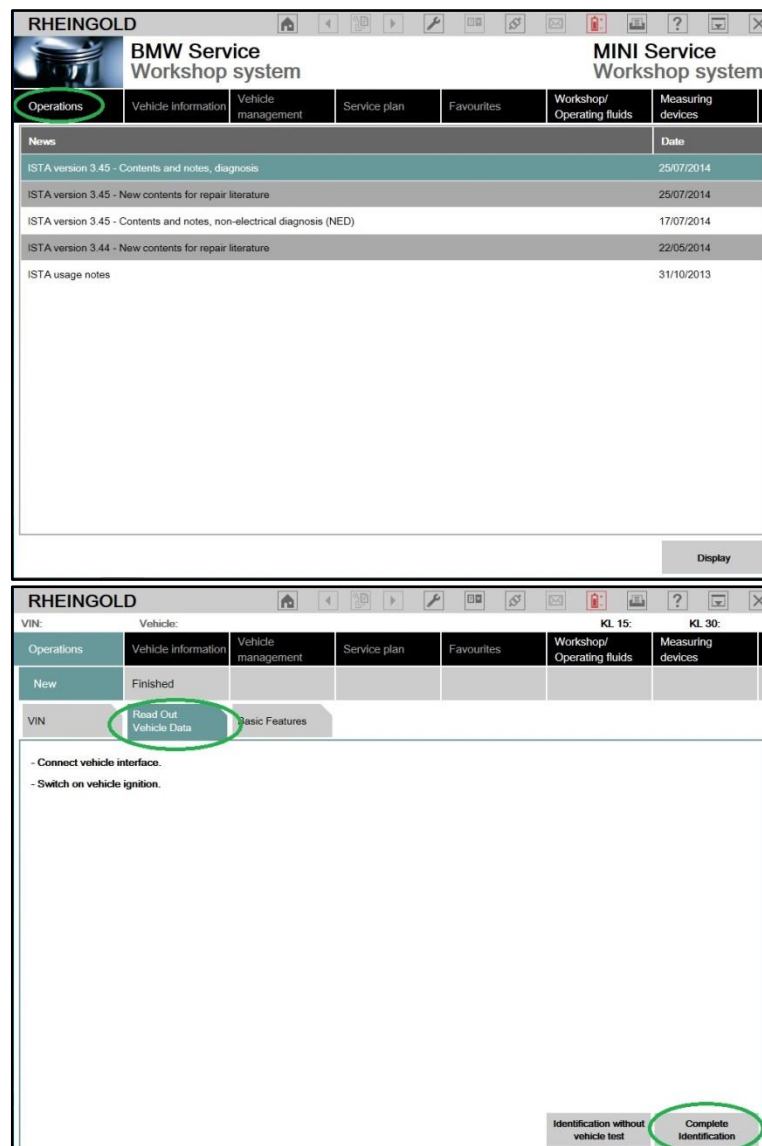 RHEINGOLD
BMW Service
Workshop system
MINI Service
Workshop system
Operations
Vehicle information
Vehicle
management
Service plan
Favourites
Workshop/
Operating fluids
Measuring
devices
News
Date
ISTA version 3.45 - Contents and notes, diagnosis 25/07/2014
ISTA version 3.45 - New contents for repair literature 25/07/2014
ISTA version 3.45 - Contents and notes, non-electrical diagnosis (NED) 17/07/2014
ISTA version 3.44 - New contents for repair literature 22/05/2014
ISTA usage notes 31/10/2013
Display
RHEINGOLD
VIN: Vehicle: KL 15: KL 30:
Operations
Vehicle information
Vehicle
management
Service plan
Favourites
Workshop/
Operating fluids
Measuring
devices
New
Finished
VIN
Read Out
Vehicle Data
Basic Features
- Connect vehicle interface.
- Switch on vehicle ignition.
Identification without
vehicle test
Complete
Identification